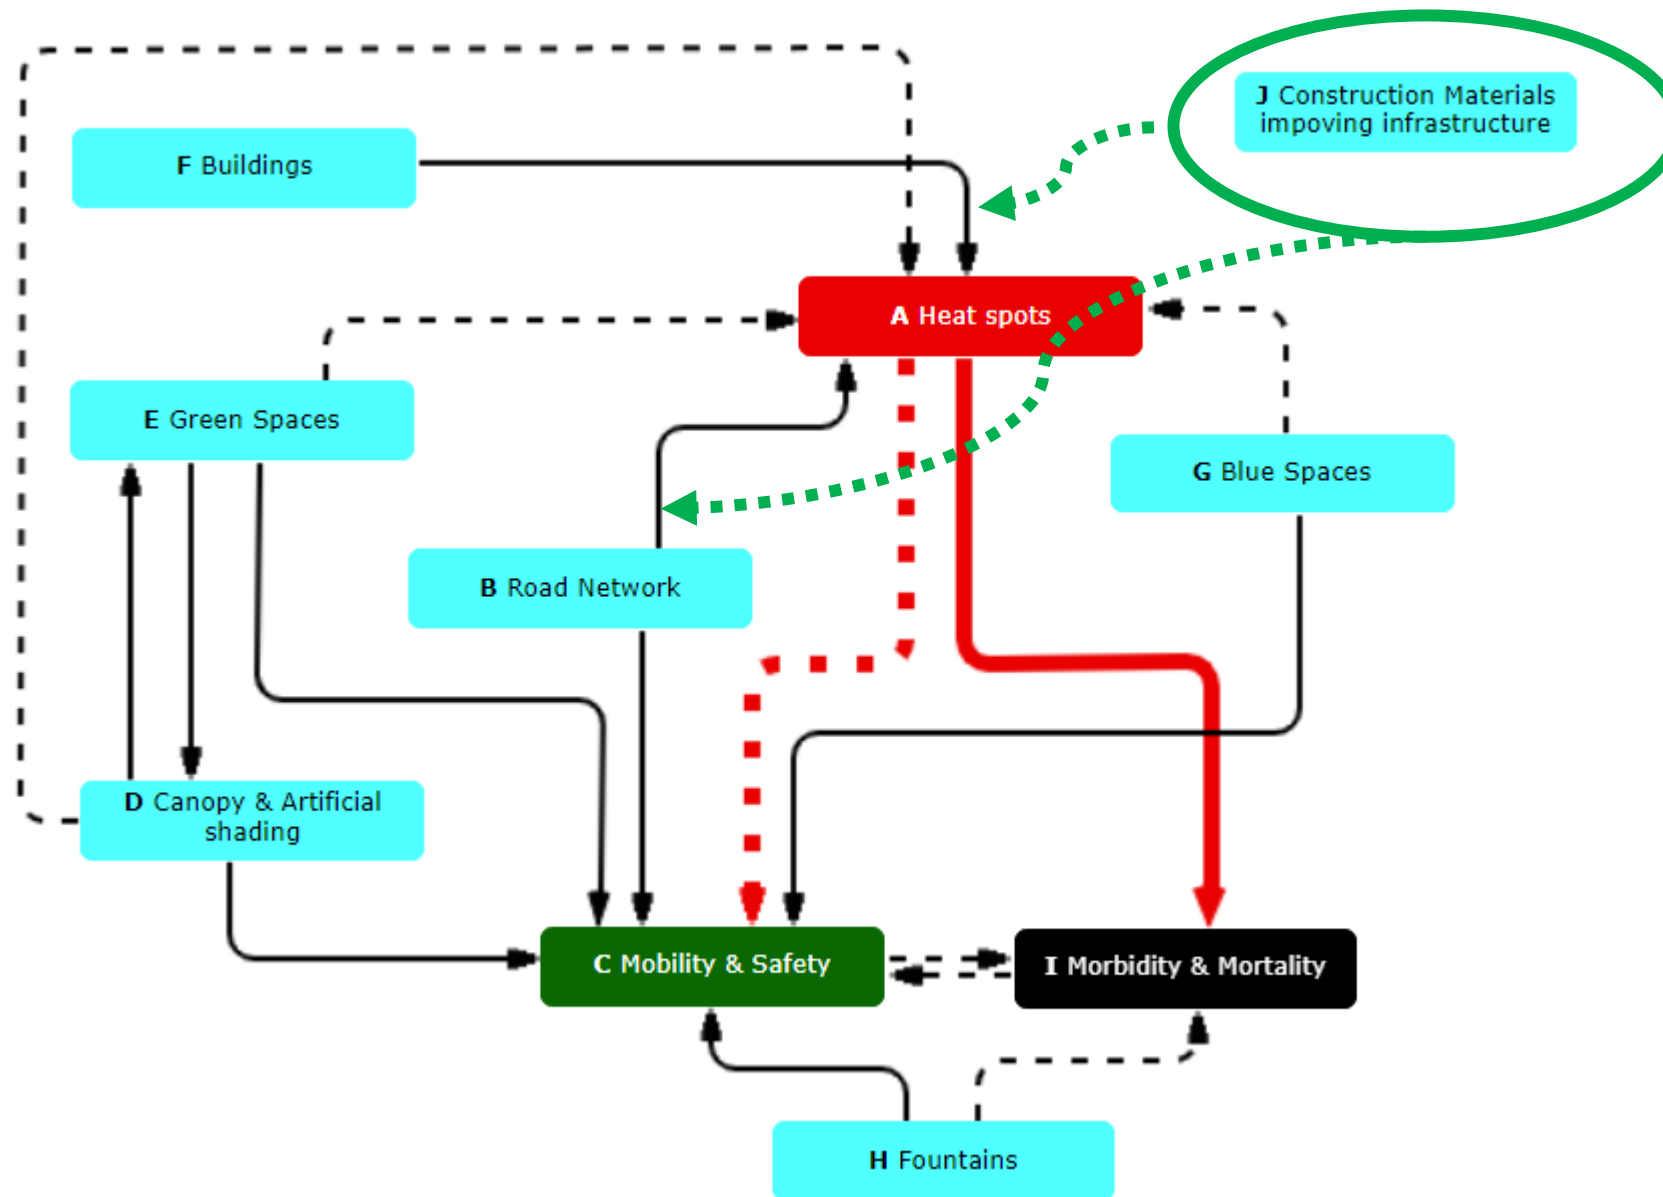 J Construction Materials
impoving infrastructure
F Buildings
A Heat spots
E Green Spaces
G Blue Spaces
B Road Network
D Canopy & Artificial
shading
C Mobility & Safety
I Morbidity & Mortality
H Fountains